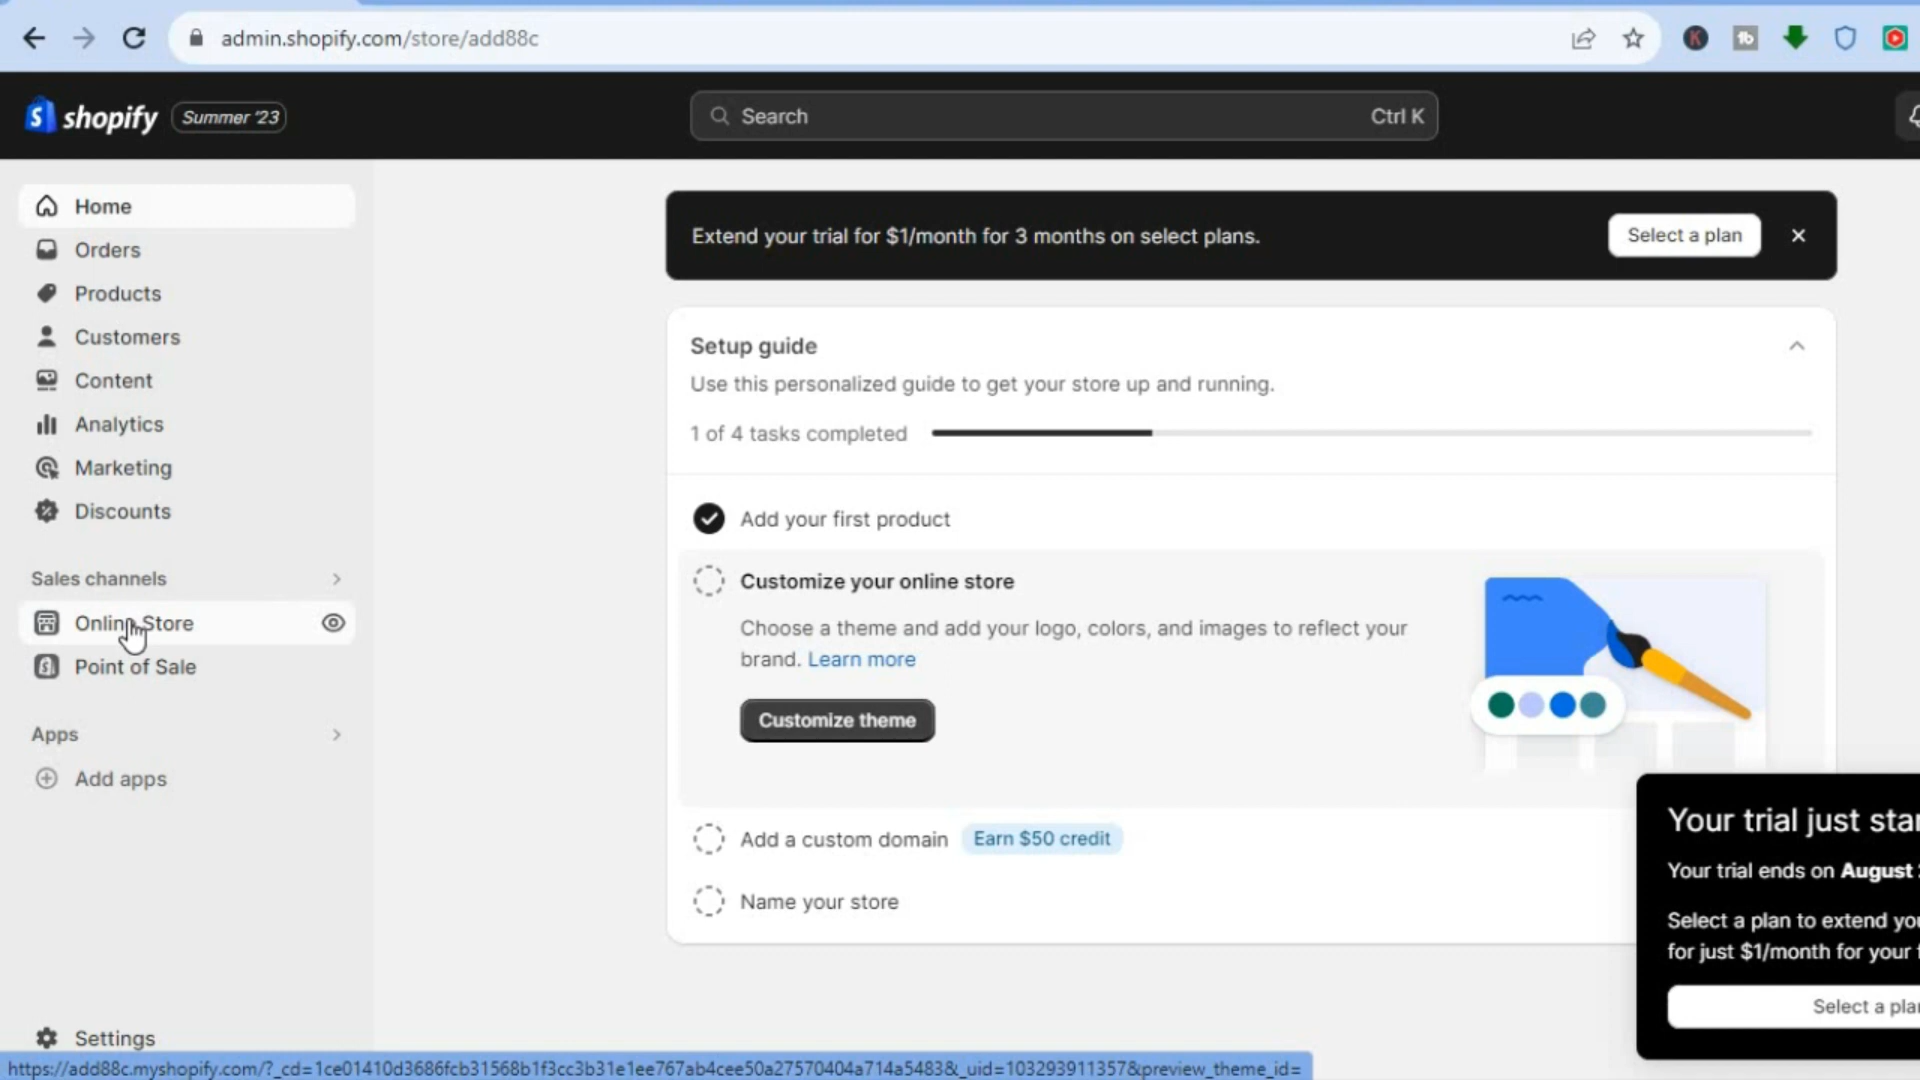 admin.shopify.com/store/add88c
shopify
Summer '23
Search
Ctrl K
Home
Orders
Products
Customers
Content
Analytics
Marketing
Discounts
Sales channels
Online Store
Point of Sale
Apps
Add apps
Settings
Extend your trial for $1/month for 3 months on select plans.
Select a plan
Setup guide
Use this personalized guide to get your store up and running.
1 of 4 tasks completed
Add your first product
Customize your online store
Choose a theme and add your logo, colors, and images to reflect your
brand. Learn more
Customize theme
Add a custom domain
Earn $50 credit
Name your store
Your trial just
Your trial ends on August
Select a plan to extend
for just $1/month for your
Select a
https://add88c.myshopify.com/?_cd=1ce01410d3686fcb31568b1f3cc3b31e1ee767ab4cee50a27570404a714a5483&_uid=103293911357&preview_theme_id=